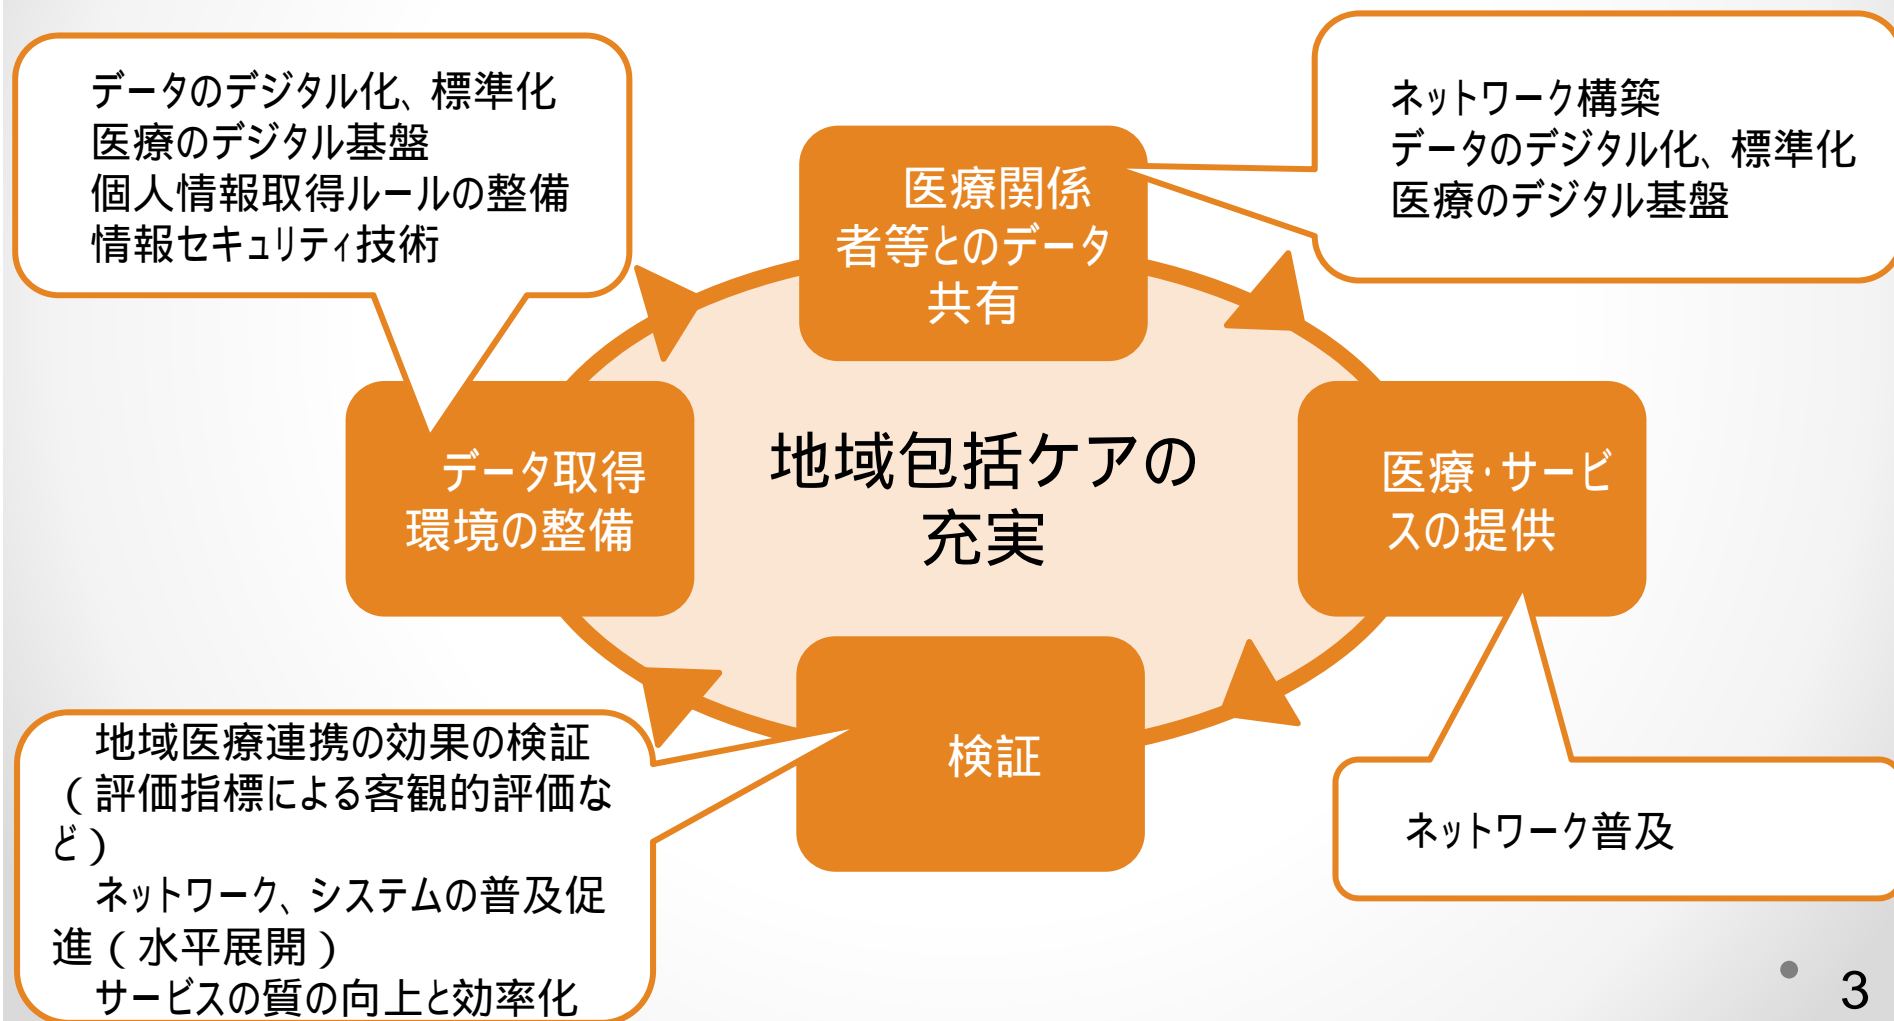 データのデジタル化、標準化
医療のデジタル基盤
個人情報取得ルールの整備
情報セキュリティ技術
ネットワーク構築
データのデジタル化、標準化
医療のデジタル基盤
医療関係
者等とのデータ
共有
データ取得
環境の整備
地域包括ケアの
充実
医療・サービ
スの提供
検証
地域医療連携の効果の検証
（評価指標による客観的評価な
ど）
ネットワーク、システムの普及促
進（水平展開）
サービスの質の向上と効率化
ネットワーク普及
3